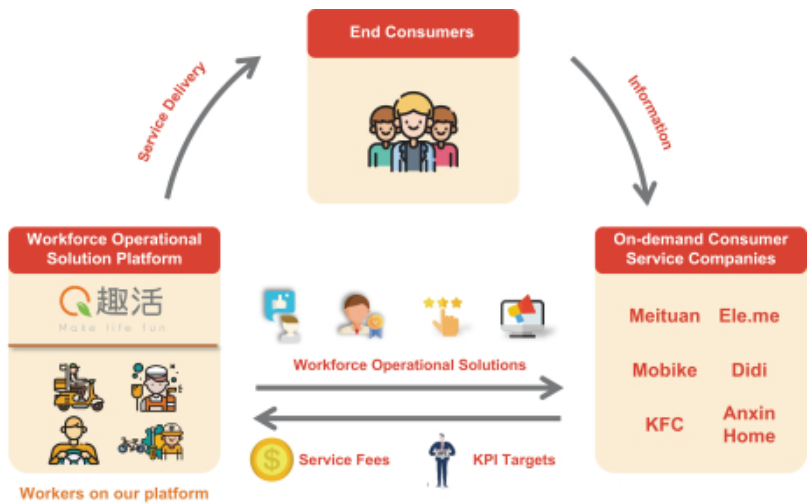 End Consumers
Service Delivery
Information
Workforce Operational
Solution Platform
趣活
Make life fun
Workers on our platform
Workforce Operational Solutions
$
Service Fees
KPI Targets
On-demand Consumer
Service Companies
Meituan Ele.me
Mobike Didi
KFC Anxin
Home